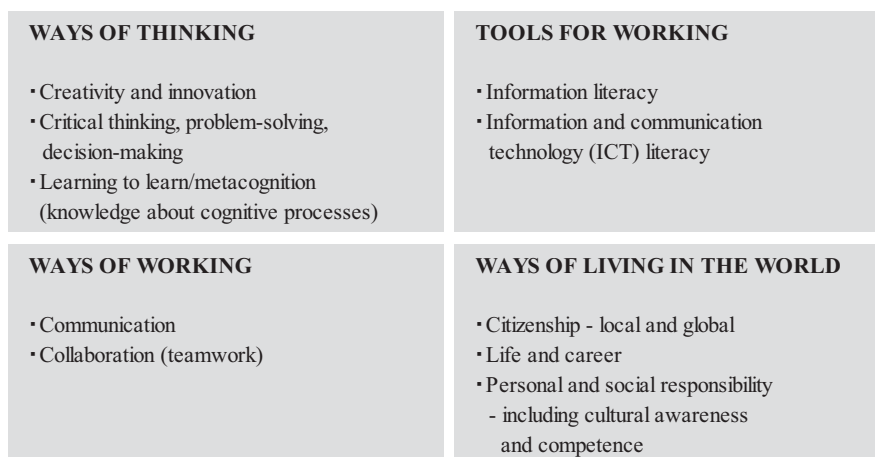 WAYS OF THINKING
▪ Creativity and innovation
▪ Critical thinking, problem-solving,
decision-making
▪ Learning to learn/metacognition
(knowledge about cognitive processes)
TOOLS FOR WORKING
▪ Information literacy
▪ Information and communication
technology (ICT) literacy
WAYS OF WORKING
▪ Communication
▪ Collaboration (teamwork)
WAYS OF LIVING IN THE WORLD
▪ Citizenship - local and global
▪ Life and career
▪ Personal and social responsibility
- including cultural awareness
and competence